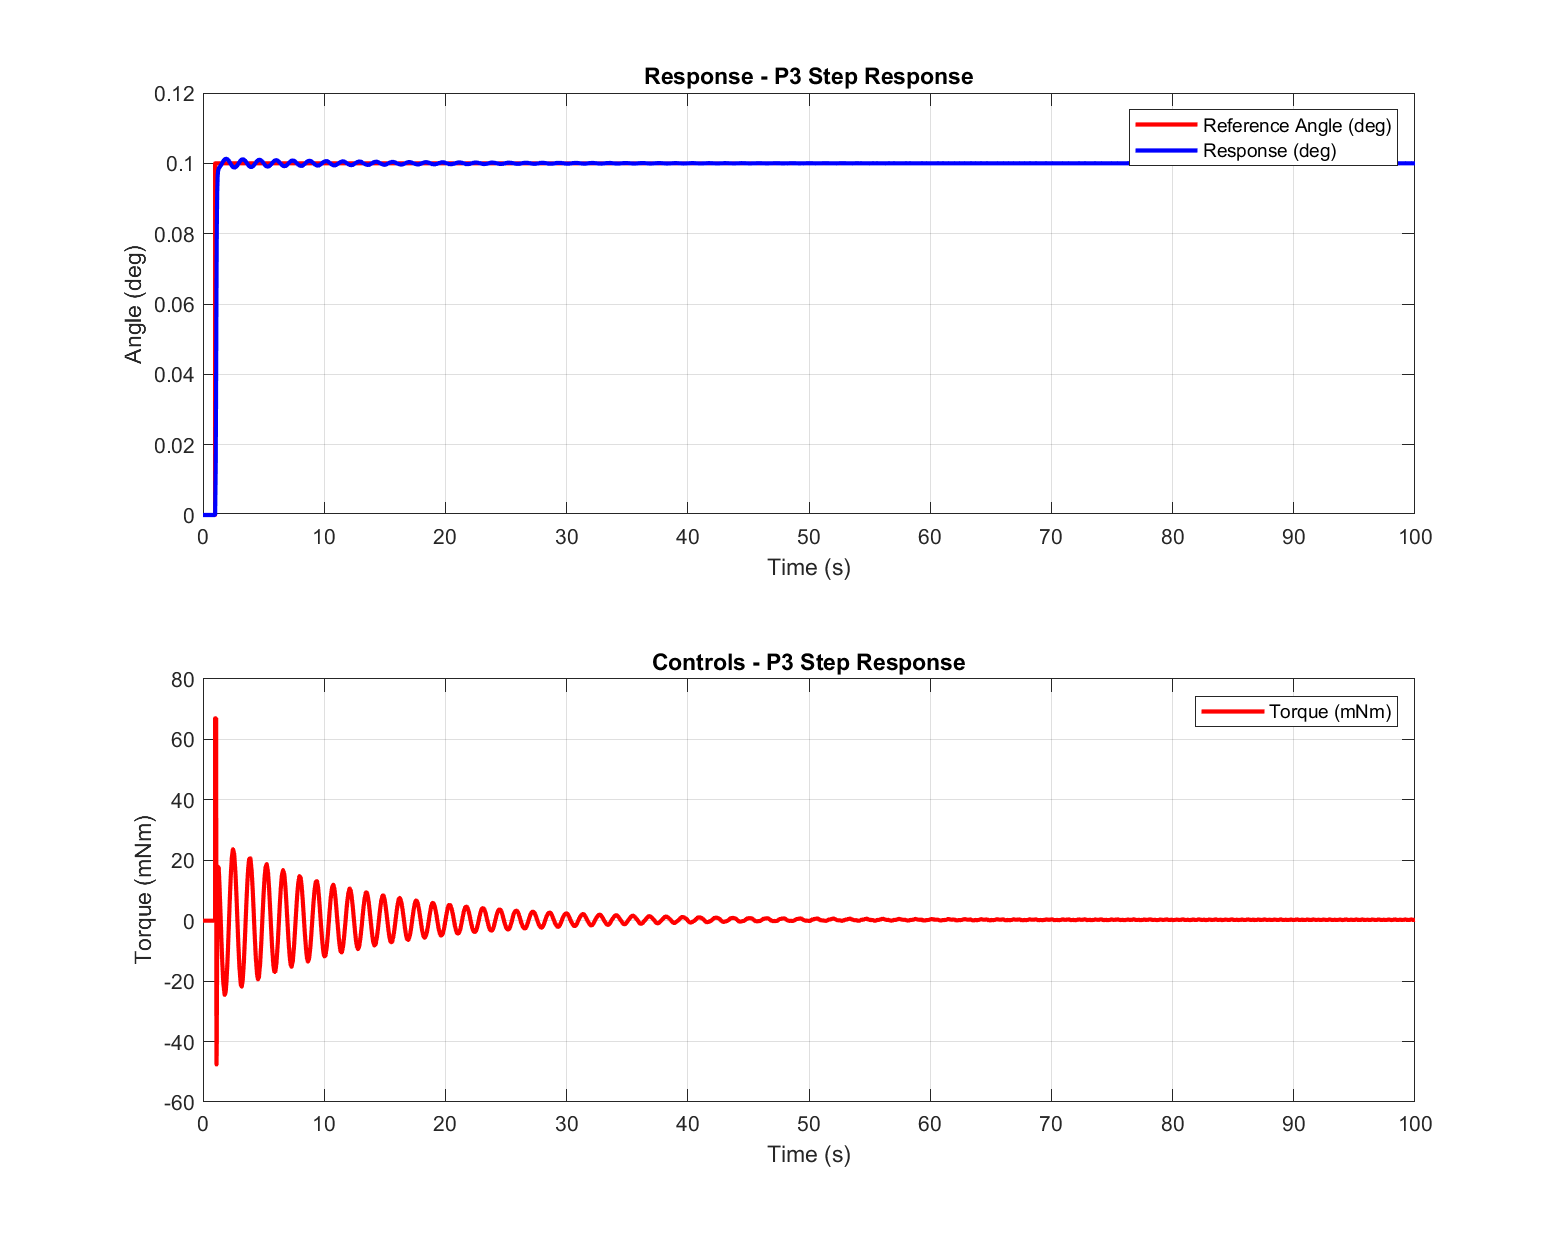 Response - P3 Step Response
0.12
0.1
0.08
0.06
0.04
0.02
0
Angle (deg)
Reference Angle (deg)
Response (deg)
0 10 20 30 40 50 60 70 80 90 100
Time (s)
Controls - P3 Step Response
80
60
40
20
0
-20
-40
-60
Torque (mNm)
Torque (mNm)
0 10 20 30 40 50 60 70 80 90 100
Time (s)